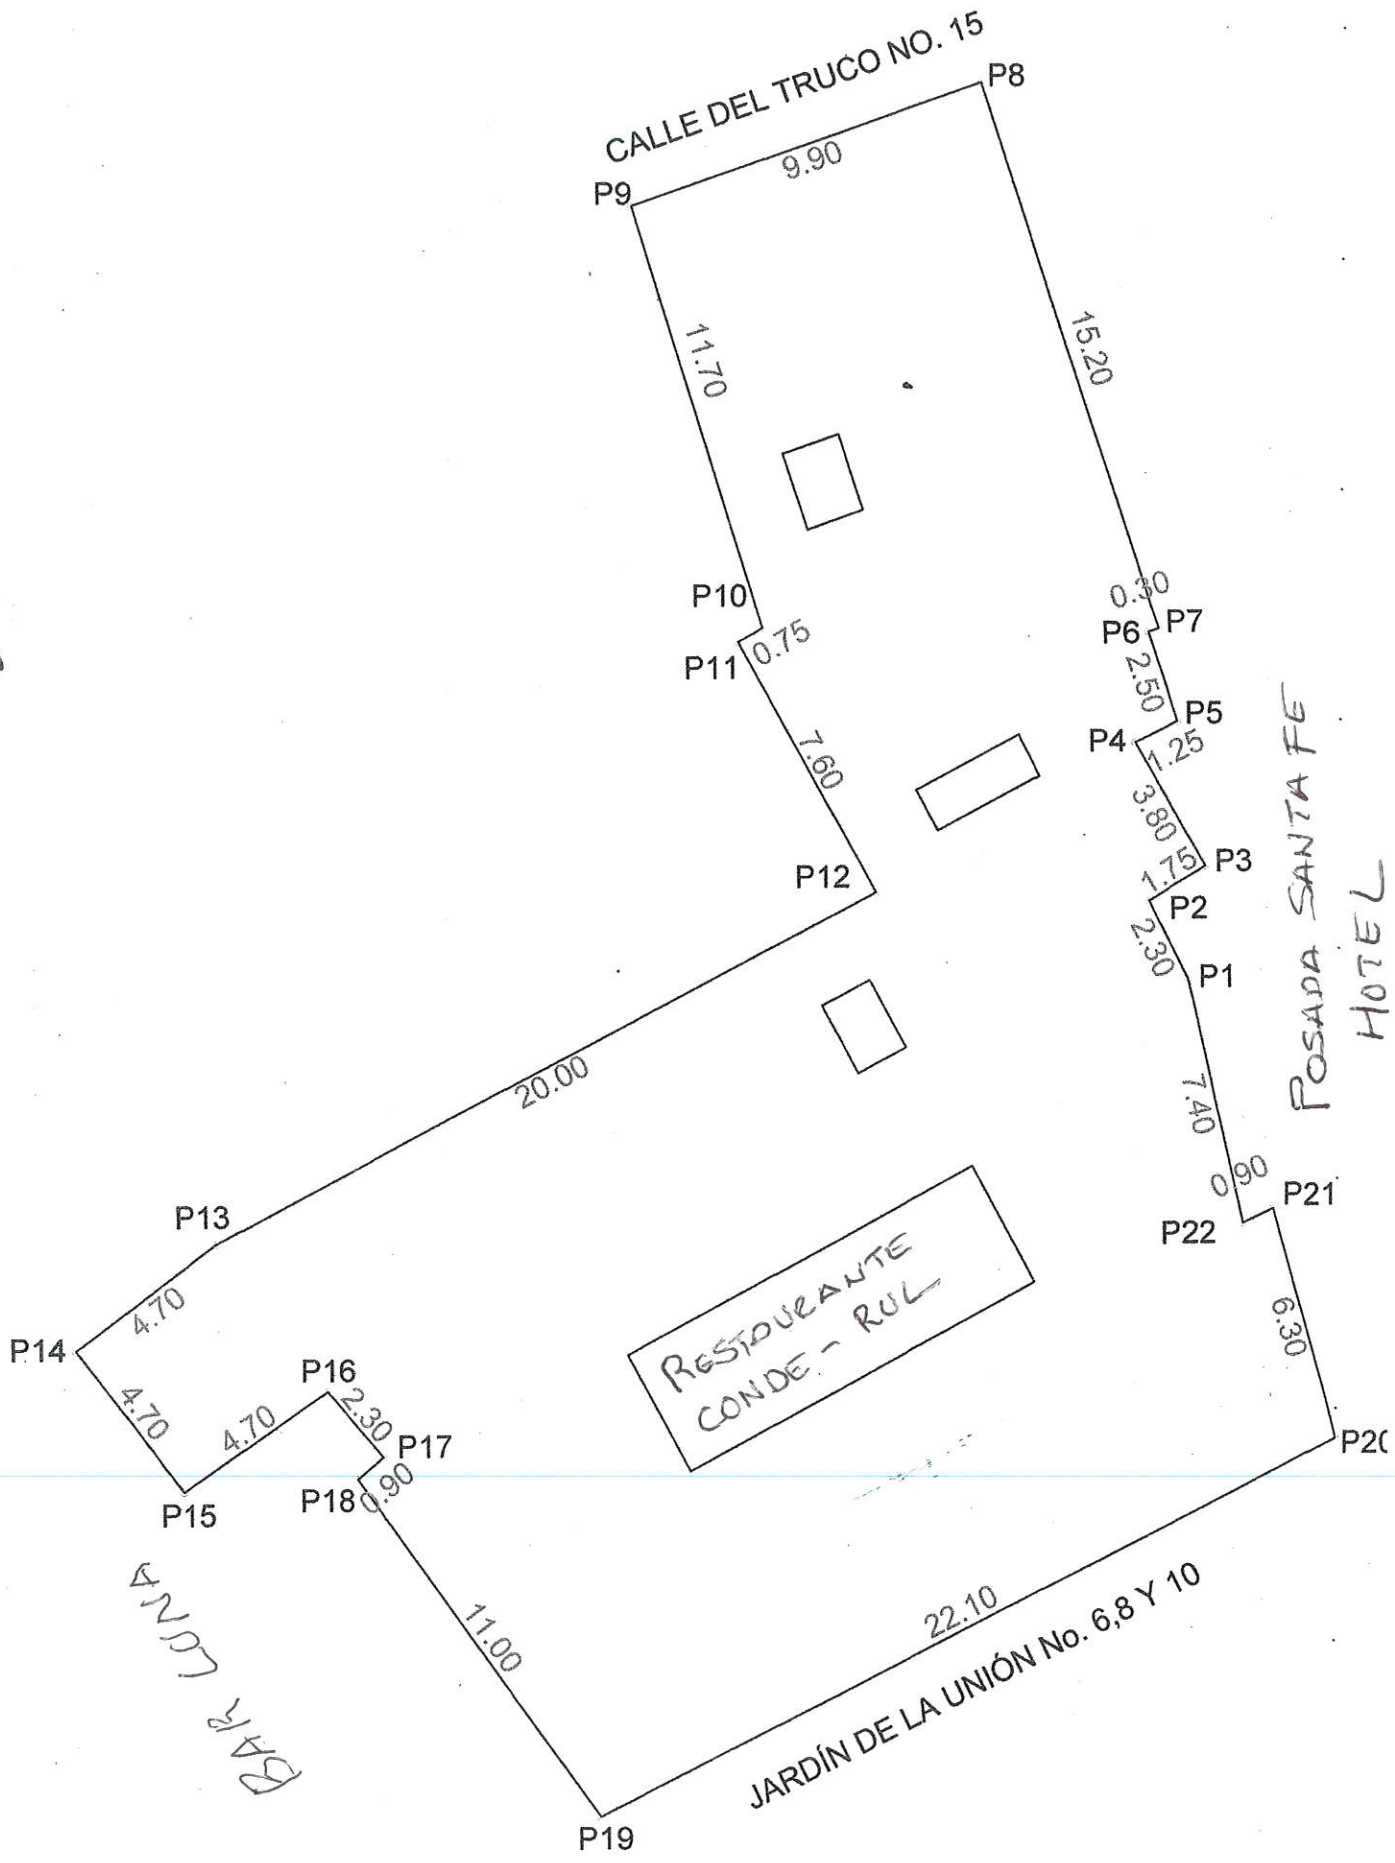 CALLE DEL TRUCO NO. 15
P8
9.90
P9
11.70
15.20
P10
0.75
P11
0.30
P7
P6
2.50
P5
P4
1.25
3.80
7.60
P3
1.75
P12
P2
2.30
P1
POSADA SANTA FE
HOTEL
20.00
7.40
0.90
P21
P22
P13
4.70
P14
4.70
P16
4.70
2.30
P17
P18
0.90
P15
RESTAURANTE
CONDE - RUL
6.30
P20
BAR LUNA
11.00
22.10
JARDÍN DE LA UNIÓN No. 6,8 Y 10
P19